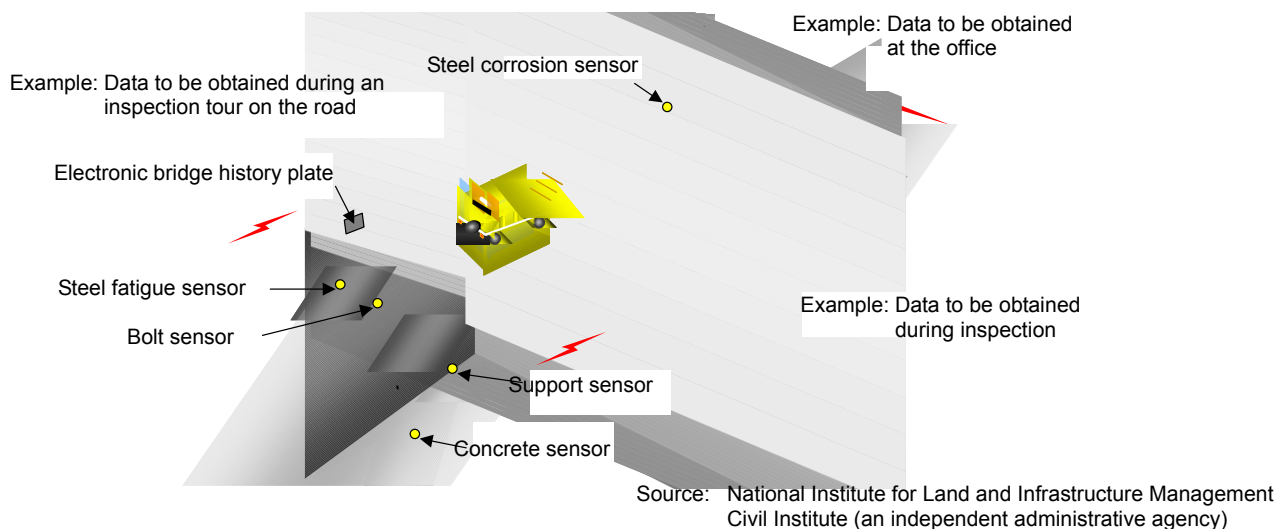 Example: Data to be obtained
at the office
Steel corrosion sensor
Example: Data to be obtained during an
inspection tour on the road
Electronic bridge history plate
Steel fatigue sensor
Bolt sensor
Example: Data to be obtained
during inspection
Support sensor
Concrete sensor
Source: National Institute for Land and Infrastructure Management
Civil Institute (an independent administrative agency)